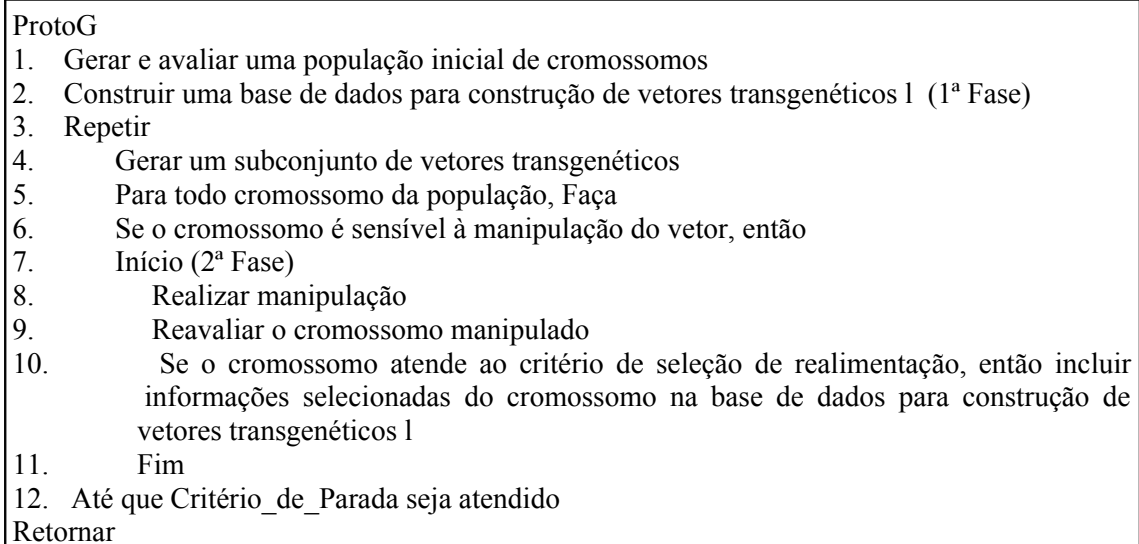 ProtoG
1. Gerar e avaliar uma população inicial de cromossomos
2. Construir uma base de dados para construção de vetores transgenéticos l (1ª Fase)
3. Repetir
4. Gerar um subconjunto de vetores transgenéticos
5. Para todo cromossomo da população, Faça
6. Se o cromossomo é sensível à manipulação do vetor, então
7. Início (2ª Fase)
8. Realizar manipulação
9. Reavaliar o cromossomo manipulado
10. Se o cromossomo atende ao critério de seleção de realimentação, então incluir
informações selecionadas do cromossomo na base de dados para construção de
vetores transgenéticos l
11. Fim
12. Até que Critério_de_Parada seja atendido
Retornar